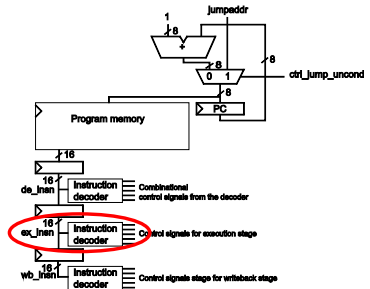 jumpaddr
1
8
+
8
8
0 1
ctrl_jump_uncond
8
PC
Program memory
16
16
de_insn
Instruction
decoder
Combinational
control signals from the decoder
16
ex_insn
Instruction
decoder
Control signals for execution stage
16
wb_insn
Instruction
decoder
Control signals stage for writeback stage